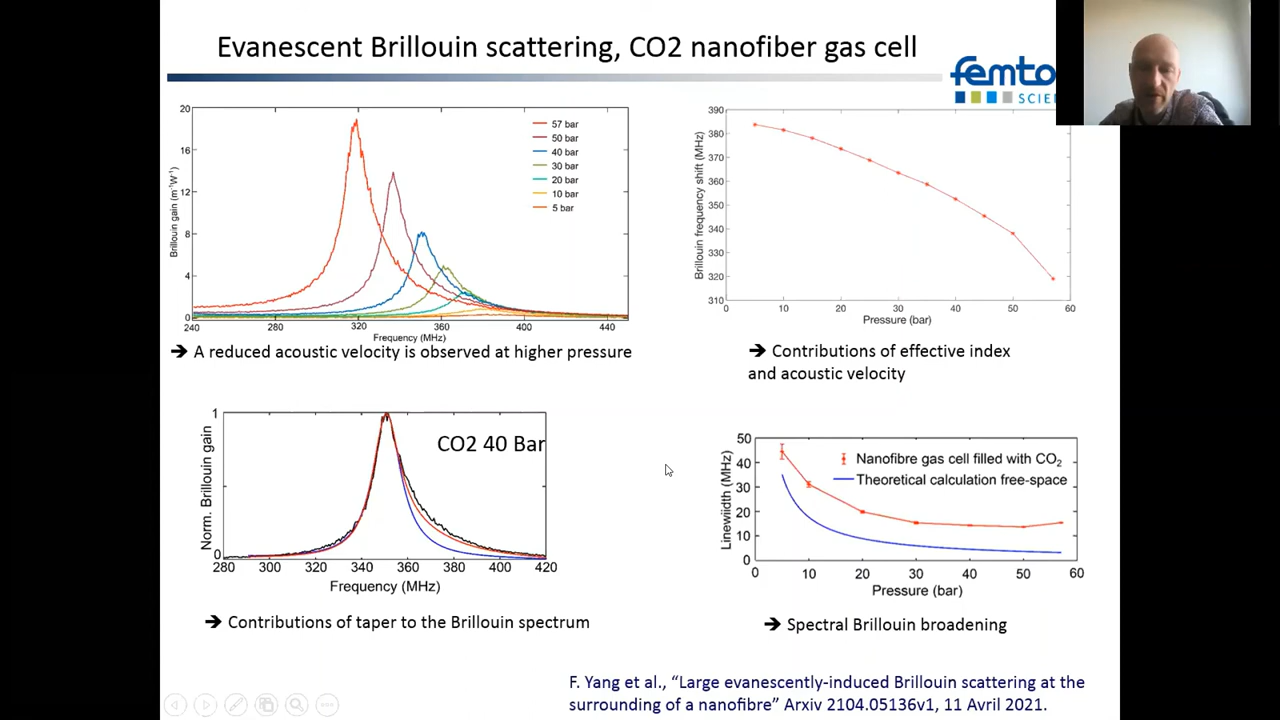 Evanescent Brillouin scattering, CO2 nanofiber gas cell
femto
SCIE
20
16
12
8
4
0
Brillouin gain (m⁻¹W⁻¹)
57 bar
50 bar
40 bar
30 bar
20 bar
10 bar
5 bar
240 280 320 340 360 400 440
Frequency (MHz)
➔ A reduced acoustic velocity is observed at higher pressure
390
380
370
360
350
340
330
320
310
Brillouin frequency shift (MHz)
0 10 20 30 40 50 60
Pressure (bar)
➔ Contributions of effective index
and acoustic velocity
1
0
Norm. Brillouin gain
CO2 40 Bar
280 300 320 340 360 380 400 420
Frequency (MHz)
➔ Contributions of taper to the Brillouin spectrum
50
40
30
20
10
0
Linewiidth (MHz)
Nanofibre gas cell filled with CO₂
Theoretical calculation free-space
0 10 20 30 40 50 60
Pressure (bar)
➔ Spectral Brillouin broadening
F. Yang et al., “Large evanescently-induced Brillouin scattering at the
surrounding of a nanofibre” Arxiv 2104.05136v1, 11 Avril 2021.